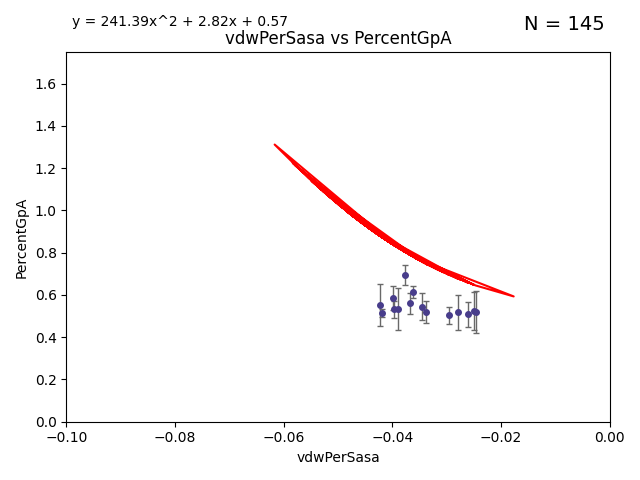 y = 241.39x^2 + 2.82x + 0.57
N = 145
vdwPerSasa vs PercentGpA
PercentGpA
1.6
1.4
1.2
1.0
0.8
0.6
0.4
0.2
0.0
−0.10 −0.08 −0.06 −0.04 −0.02 0.00
vdwPerSasa